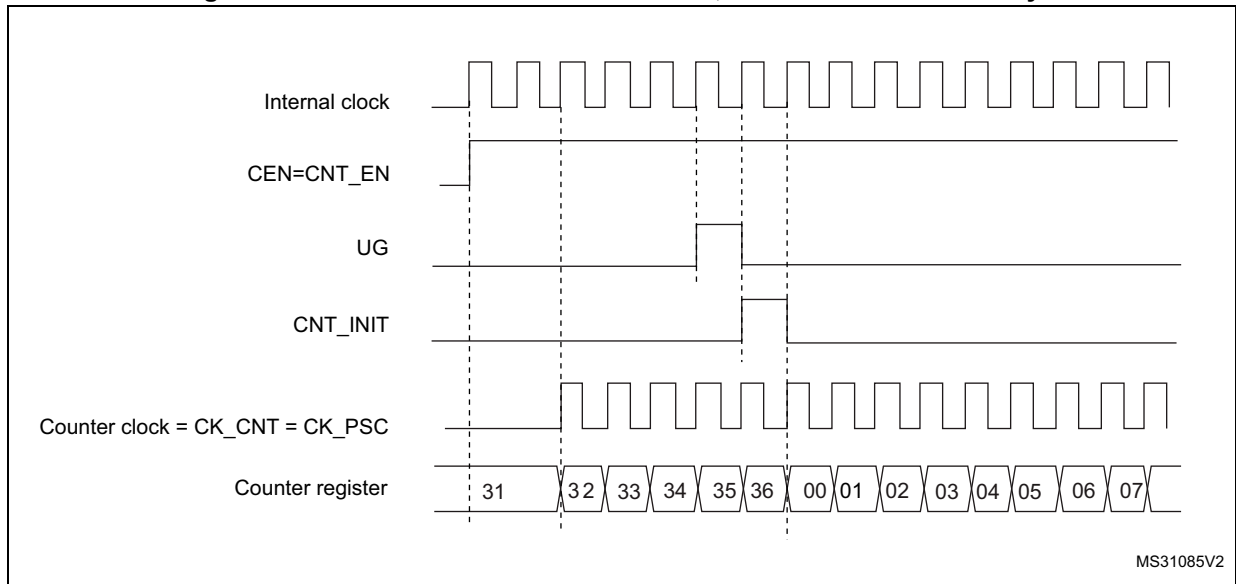 Internal clock
CEN=CNT_EN
UG
CNT_INIT
Counter clock = CK_CNT = CK_PSC
Counter register 31 32 33 34 35 36 00 01 02 03 04 05 06 07
MS31085V2